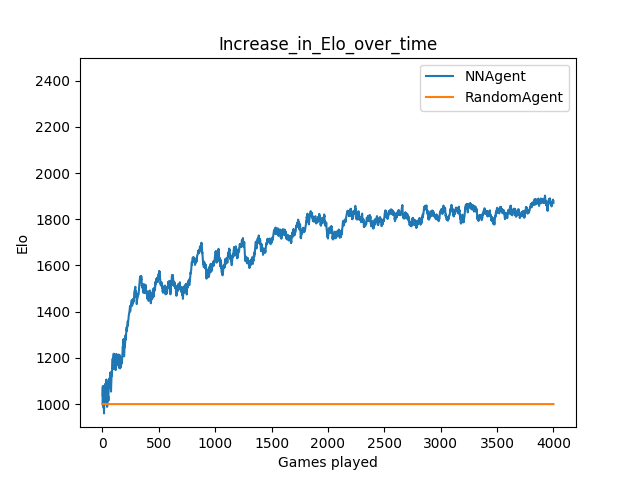 Increase_in_Elo_over_time
NNAgent
RandomAgent
2400
2200
2000
1800
1600
1400
1200
1000
Elo
0 500 1000 1500 2000 2500 3000 3500 4000
Games played